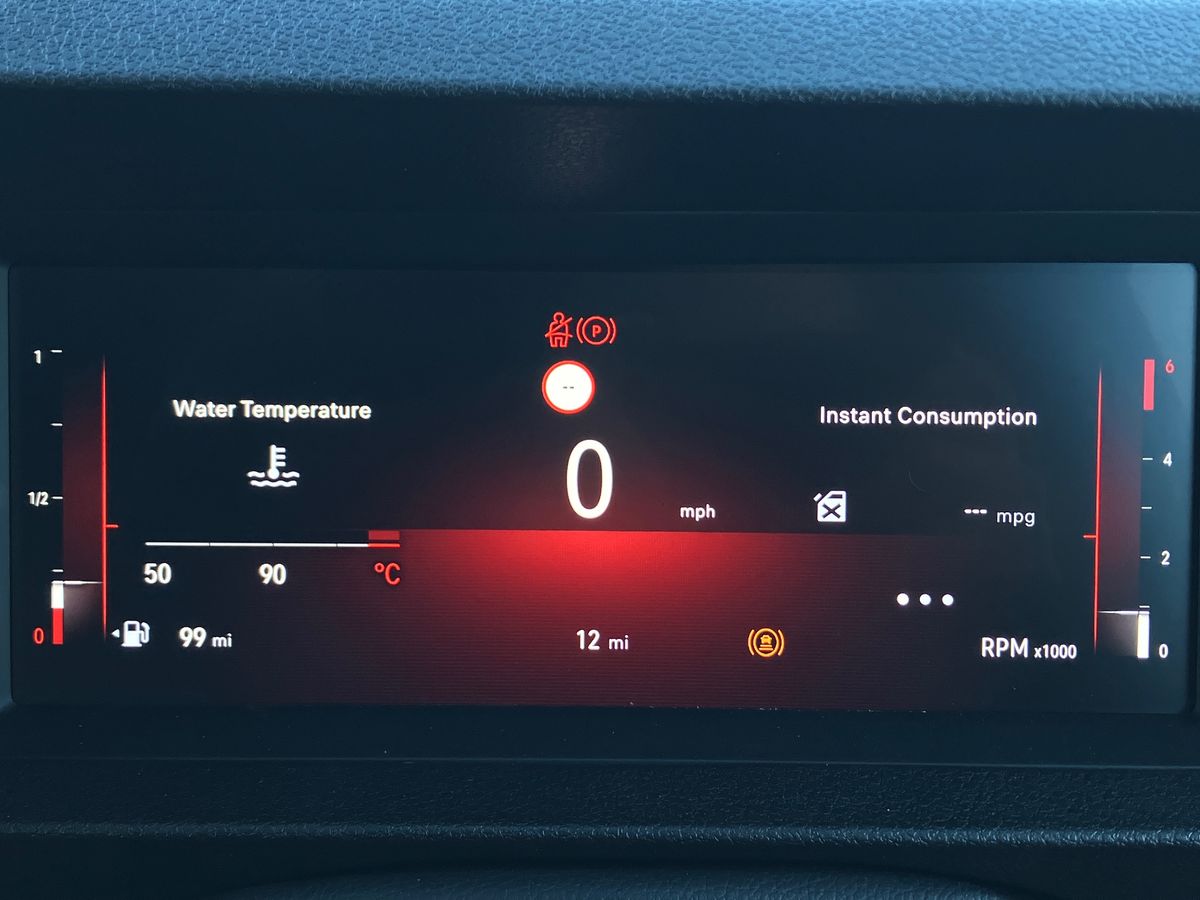 P
--
1
1/2
0
Water Temperature
50 90 °C
99 mi
0 mph
12 mi
Instant Consumption
--- mpg
RPM x1000
6
4
2
0